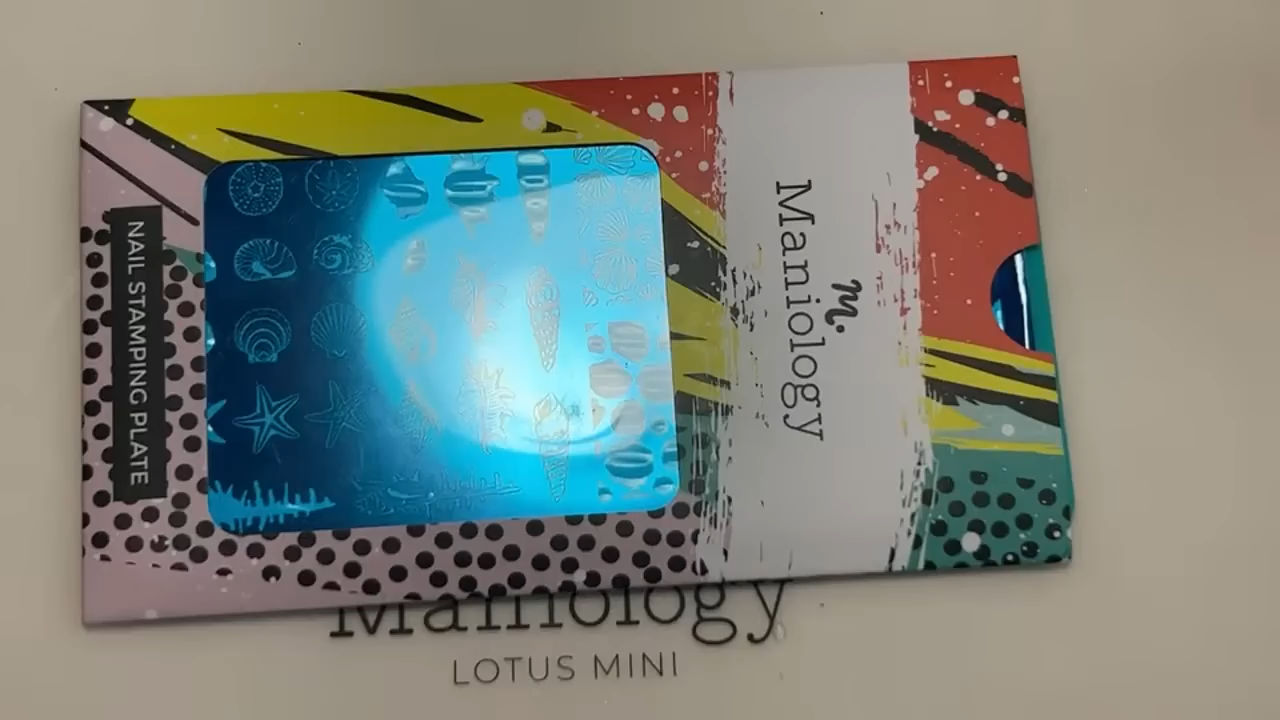 NAIL STAMPING PLATE
m.
Maniology
Maniology
LOTUS MINI